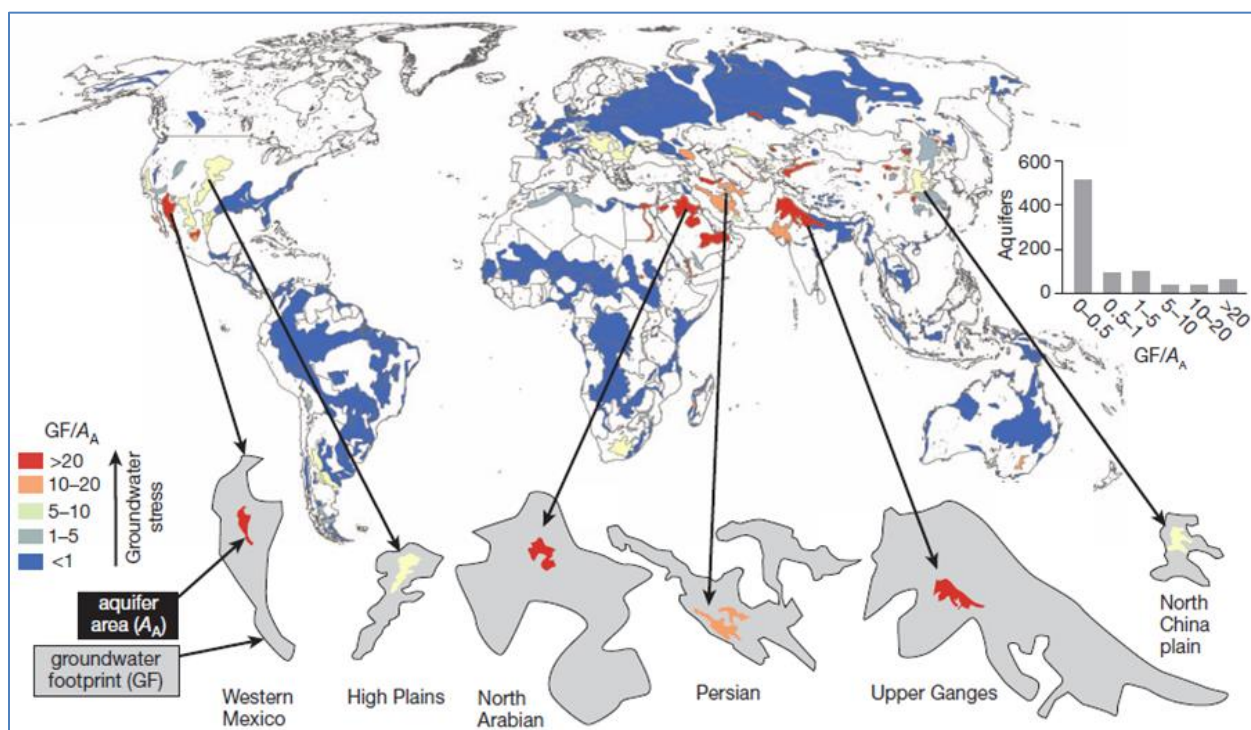 600
400
200
0
Aquifers
0–0.5
0.5–1
1–5
5–10
10–20
>20
GF/AA
GF/AA
>20
10–20
5–10
1–5
<1
Groundwater
stress
aquifer
area (AA)
groundwater
footprint (GF)
Western
Mexico
High Plains
North
Arabian
Persian
Upper Ganges
North
China
plain